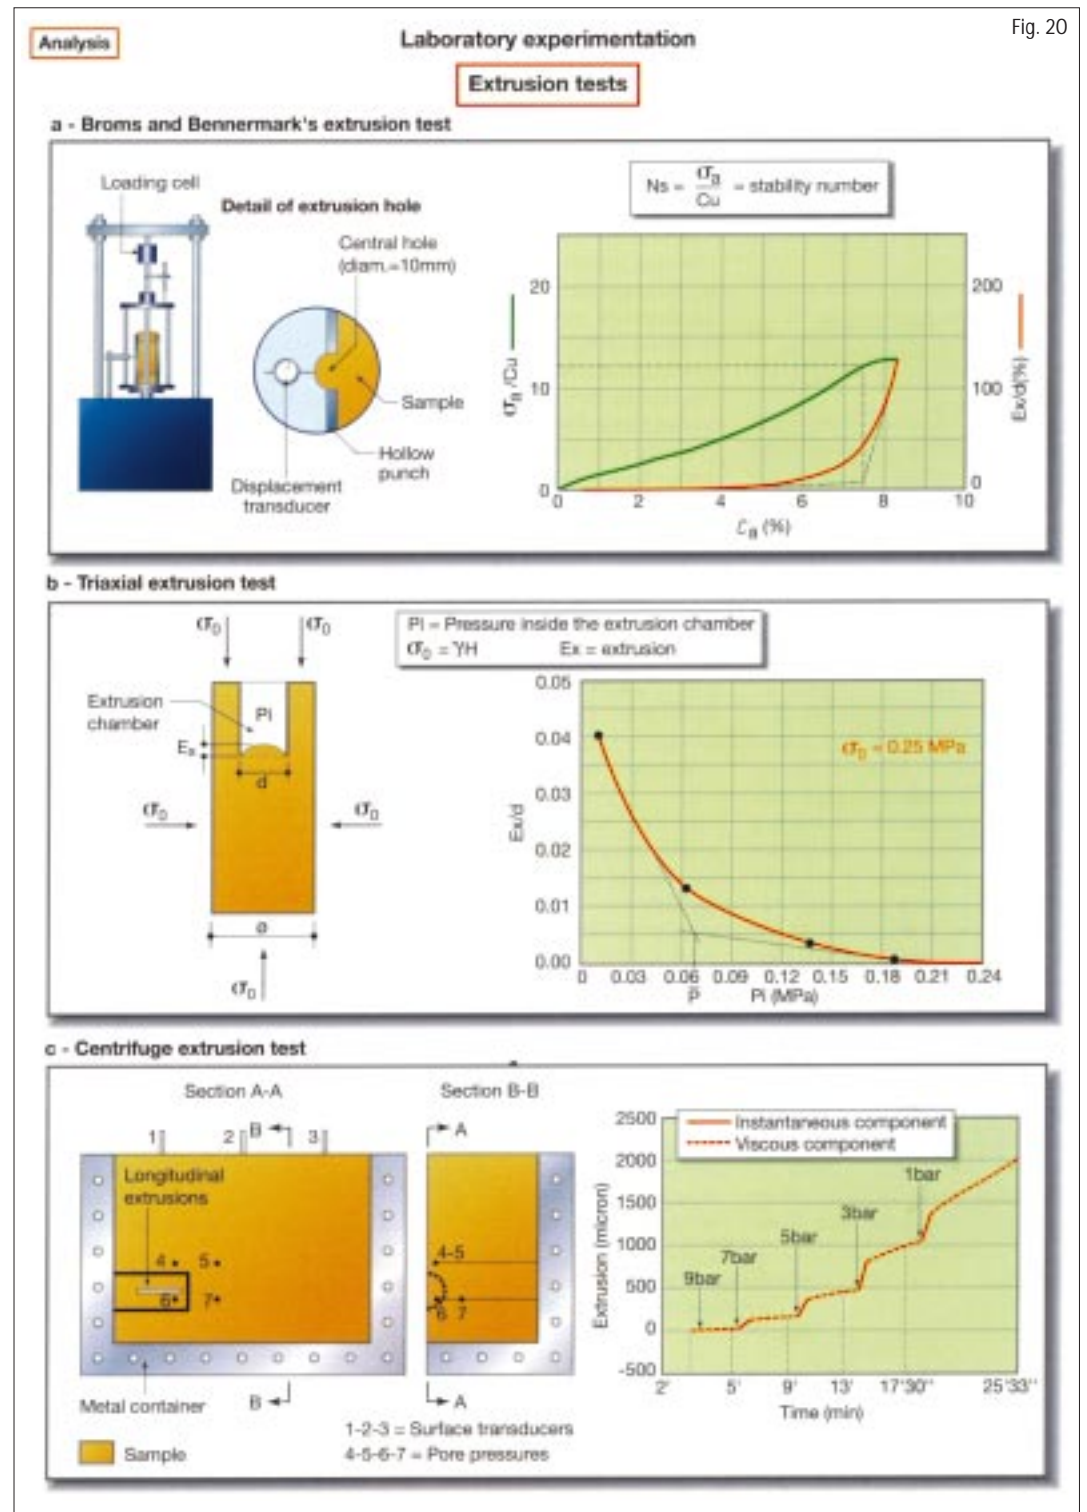 Fig. 20
Analysis
Laboratory experimentation
Extrusion tests
a - Broms and Bennermark's extrusion test
Loading cell
Detail of extrusion hole
Central hole
(diam.=10mm)
Sample
Hollow
punch
Displacement
transducer
Ns = σa/Cu = stability number
σa/Cu
20
10
0
200
100
0
Ex/d(%)
0 2 4 6 8 10
εa (%)
b - Triaxial extrusion test
σ0 σ0
Extrusion
chamber
Pi
Ex
d
σ0 σ0
ø
σ0
Pi = Pressure inside the extrusion chamber
σ0 = γH Ex = extrusion
0.05
0.04
0.03
0.02
0.01
0.00
Ex/d
σ0 = 0.25 MPa
0 0.03 0.06 0.09 0.12 0.15 0.18 0.21 0.24
P Pi (MPa)
c - Centrifuge extrusion test
Section A-A
Section B-B
1 2 B 3
A
Longitudinal
extrusions
4 5
6 7
4-5
6 7
B
A
Metal container
Sample
1-2-3 = Surface transducers
4-5-6-7 = Pore pressures
Instantaneous component
Viscous component
2500
2000
1500
1000
500
0
-500
Extrusion (micron)
9bar
7bar
5bar
3bar
1bar
2' 5' 9' 13' 17'30'' 25'33''
Time (min)